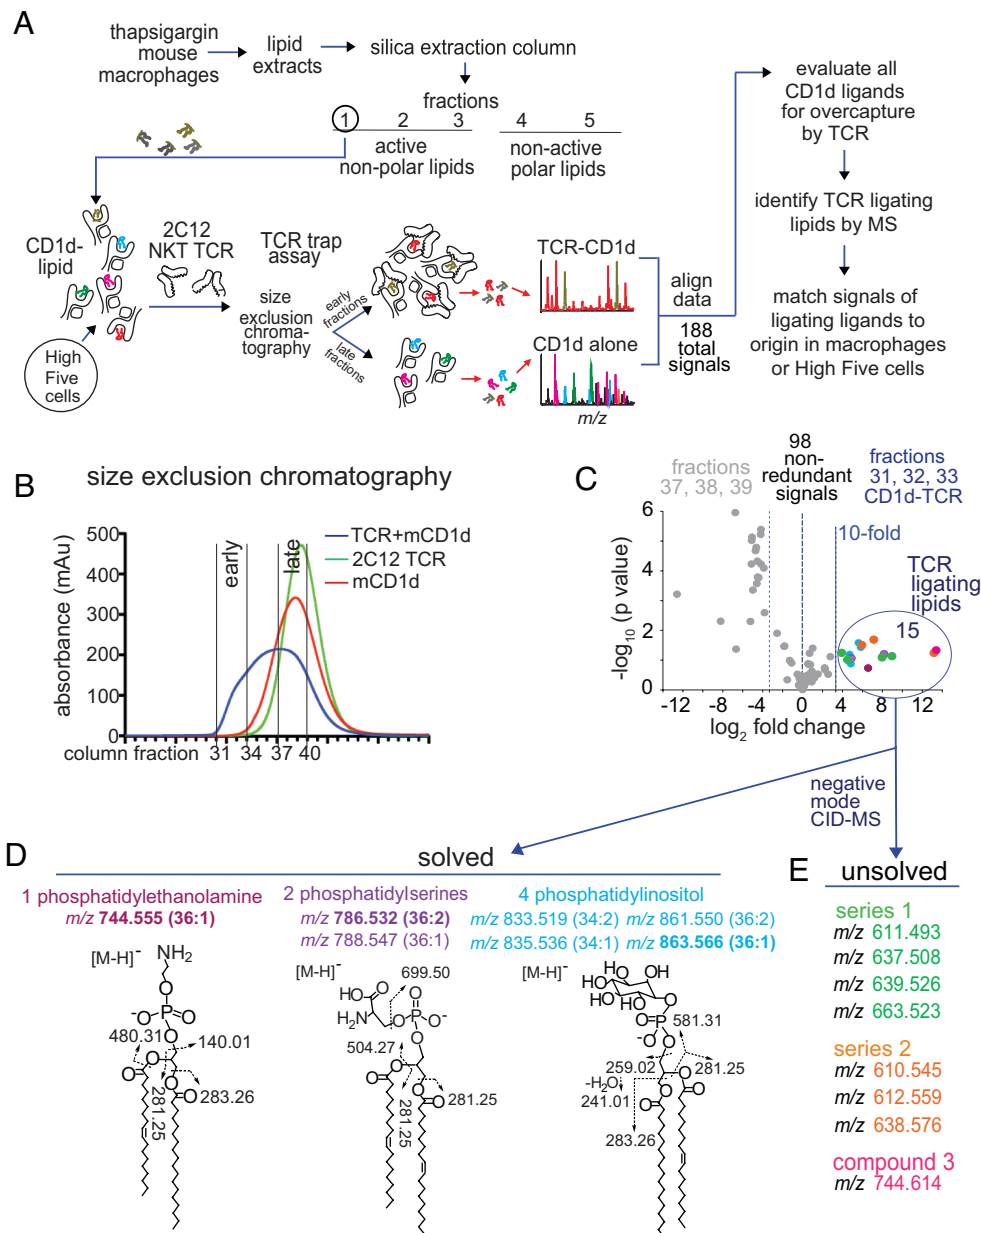 A
thapsigargin
mouse
macrophages
lipid
extracts
silica extraction column
fractions
1 2 3 4 5
active
non-polar lipids
non-active
polar lipids
evaluate all
CD1d ligands
for overcapture
by TCR
identify TCR ligating
lipids by MS
match signals of
ligating ligands to
origin in macrophages
or High Five cells
CD1d-
lipid
2C12
NKT TCR
TCR trap
assay
size
exclusion
chroma-
tography
early
fractions
late
fractions
TCR-CD1d
CD1d alone
m/z
align
data
188
total
signals
High
Five
cells
B
size exclusion chromatography
absorbance (mAu)
500
400
300
200
100
0
early
late
TCR+mCD1d
2C12 TCR
mCD1d
column fraction 31 34 37 40
C
fractions
37, 38, 39
98
non-
redundant
signals
fractions
31, 32, 33
CD1d-TCR
10-fold
TCR
ligating
lipids
15
-log10 (p value)
6
4
2
0
-12 -8 -4 0 4 8 12
log2 fold change
negative
mode
CID-MS
D
solved
1 phosphatidylethanolamine
m/z 744.555 (36:1)
2 phosphatidylserines
m/z 786.532 (36:2)
m/z 788.547 (36:1)
4 phosphatidylinositol
m/z 833.519 (34:2) m/z 861.550 (36:2)
m/z 835.536 (34:1) m/z 863.566 (36:1)
[M-H]-
NH2
O
O-P=O
-
O
480.31
140.01
O
O
O
O
281.25
283.26
[M-H]-
699.50
HO
O
H2N
O
O-P-O-
O
504.27
O
O
O
O
281.25
281.25
[M-H]-
OH
OH
HO
HO
HO
O
O=P
-O
O
581.31
259.02
281.25
-H2O
241.01
O
O
O
O
283.26
E
unsolved
series 1
m/z 611.493
m/z 637.508
m/z 639.526
m/z 663.523
series 2
m/z 610.545
m/z 612.559
m/z 638.576
compound 3
m/z 744.614